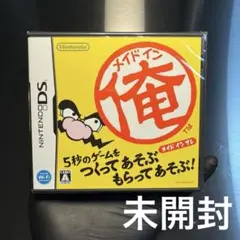 Nintendo
NINTENDO DS
メイド イン
俺
TM
メイド イン オレ
5秒のゲームを
つくってあそぶ
もらってあそぶ!
A
未開封